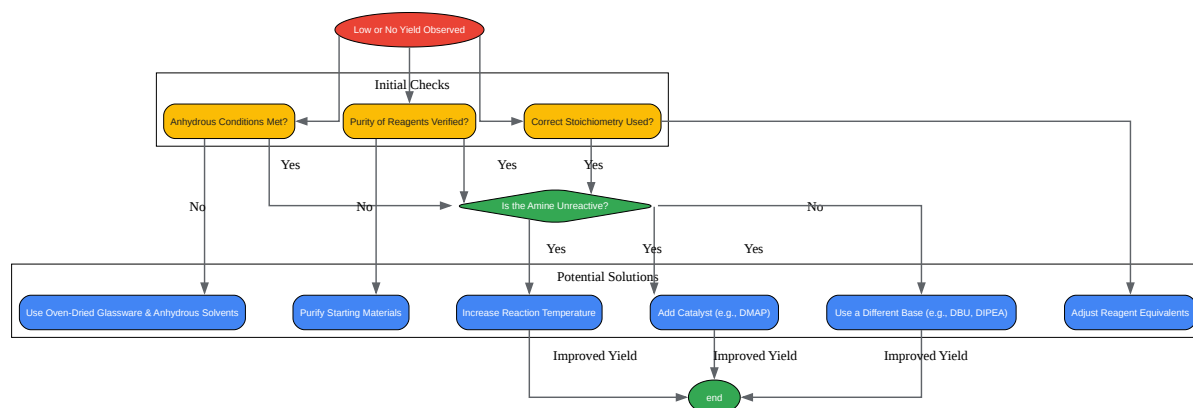 Low or No Yield Observed
Initial Checks
Anhydrous Conditions Met?
Purity of Reagents Verified?
Correct Stoichiometry Used?
Yes
Yes
Yes
No
No
Is the Amine Unreactive?
No
Yes
Yes
Yes
Potential Solutions
Use Oven-Dried Glassware & Anhydrous Solvents
Purify Starting Materials
Increase Reaction Temperature
Add Catalyst (e.g., DMAP)
Use a Different Base (e.g., DBU, DIPEA)
Adjust Reagent Equivalents
Improved Yield
Improved Yield
Improved Yield
end